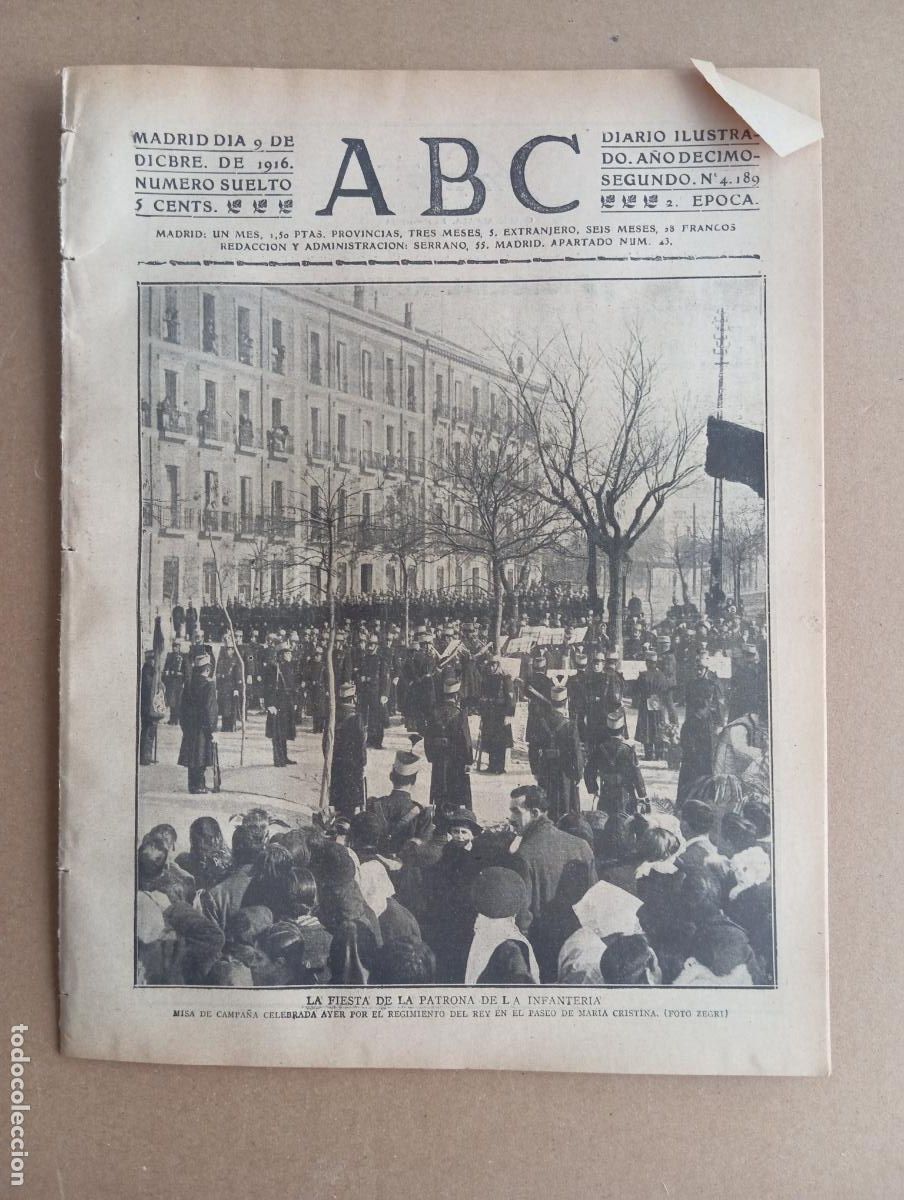 MADRID DIA 9 DE
DICBRE. DE 1916.
NUMERO SUELTO
5 CENTS.
ABC
DIARIO ILUSTRA-
DO. AÑO DECIMO-
SEGUNDO. Nº 4.189
2. EPOCA.
MADRID: UN MES, 1,50 PTAS. PROVINCIAS, TRES MESES, 5. EXTRANJERO, SEIS MESES, 28 FRANCOS
REDACCION Y ADMINISTRACION: SERRANO, 55. MADRID. APARTADO NUM. 43.
LA FIESTA DE LA PATRONA DE LA INFANTERIA
MISA DE CAMPAÑA CELEBRADA AYER POR EL REGIMIENTO DEL REY EN EL PASEO DE MARIA CRISTINA. (FOTO ZEGRI)
todocoleccion.net